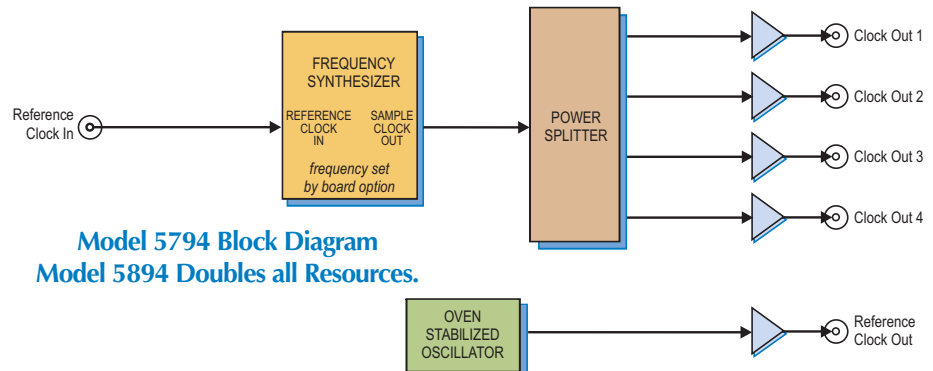 Reference
Clock In
FREQUENCY
SYNTHESIZER
REFERENCE
CLOCK
IN
SAMPLE
CLOCK
OUT
frequency set
by board option
POWER
SPLITTER
Clock Out 1
Clock Out 2
Clock Out 3
Clock Out 4
Model 5794 Block Diagram
Model 5894 Doubles all Resources.
OVEN
STABILIZED
OSCILLATOR
Reference
Clock Out